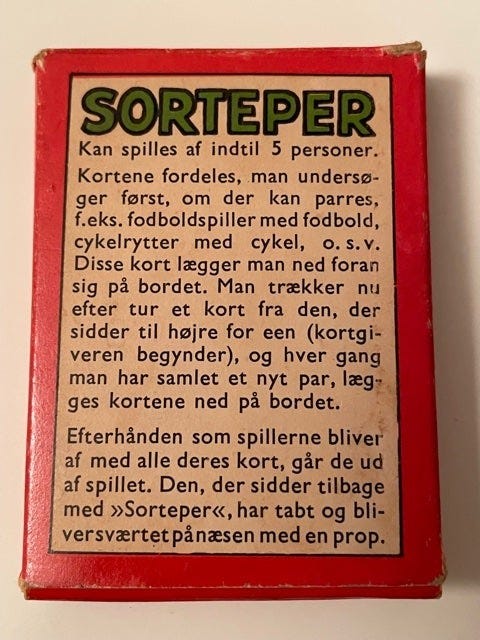 SORTEPER
Kan spilles af indtil 5 personer.
Kortene fordeles, man undersø-
ger først, om der kan parres,
f.eks. fodboldspiller med fodbold,
cykelrytter med cykel, o.s.v.
Disse kort lægger man ned foran
sig på bordet. Man trækker nu
efter tur et kort fra den, der
sidder til højre for een (kortgi-
veren begynder), og hver gang
man har samlet et nyt par, læg-
ges kortene ned på bordet.
Efterhånden som spillerne bliver
af med alle deres kort, går de ud
af spillet. Den, der sidder tilbage
med »Sorteper«, har tabt og bli-
ver sværtet på næsen med en prop.